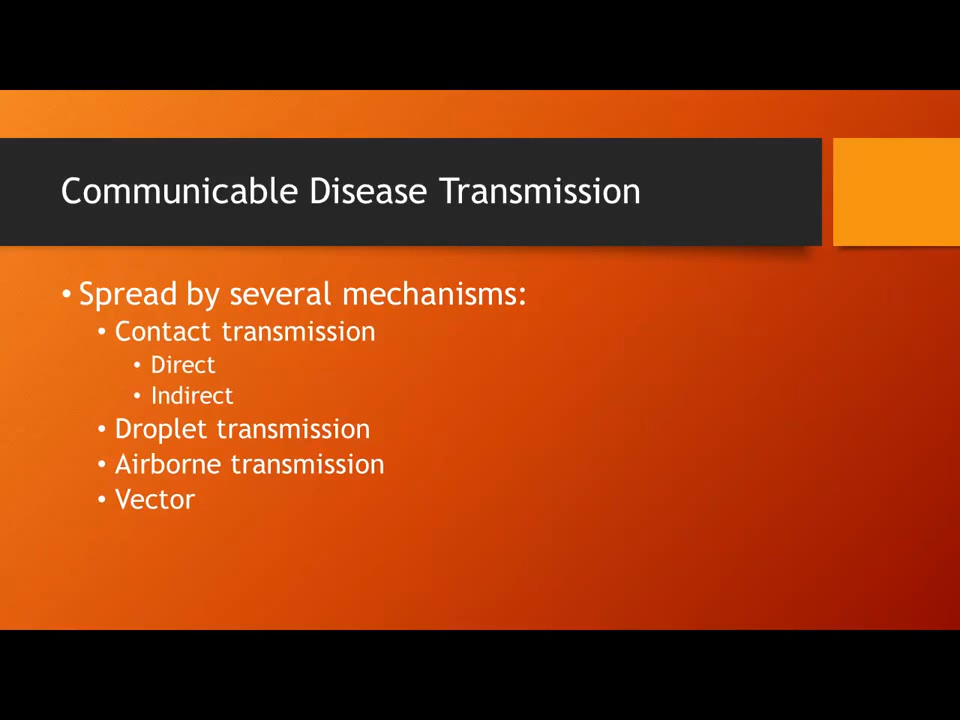 Communicable Disease Transmission
• Spread by several mechanisms:
• Contact transmission
• Direct
• Indirect
• Droplet transmission
• Airborne transmission
• Vector